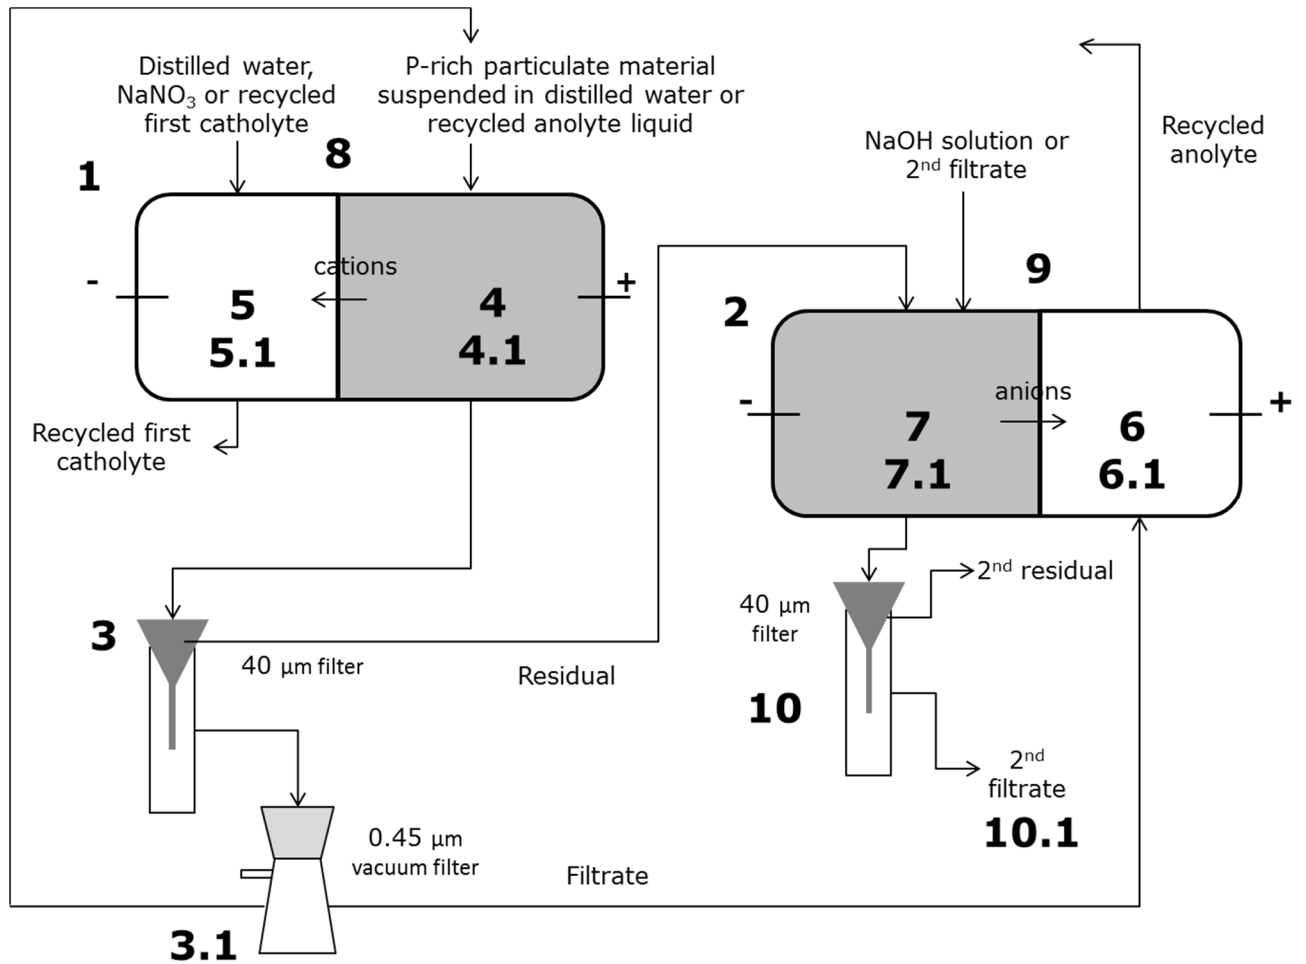 Distilled water,
NaNO₃ or recycled
first catholyte
P-rich particulate material
suspended in distilled water or
recycled anolyte liquid
8
1
-
cations
+
5
5.1
4
4.1
Recycled first
catholyte
NaOH solution or
2nd filtrate
Recycled
anolyte
9
2
-
anions
+
7
7.1
6
6.1
3
40 µm filter
Residual
0.45 µm
vacuum filter
Filtrate
3.1
40 µm
filter
2nd residual
10
2nd
filtrate
10.1